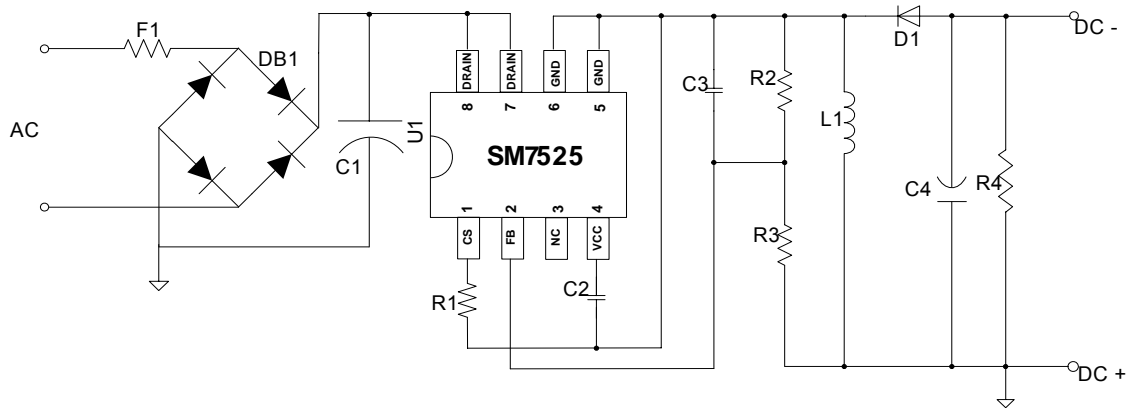 F1
DB1
AC
C1
U1
DRAIN
DRAIN
GND
GND
8
7
6
5
SM7525
1
2
3
4
CS
FB
NC
VCC
R1
C2
C3
R2
R3
L1
D1
C4
R4
DC -
DC +